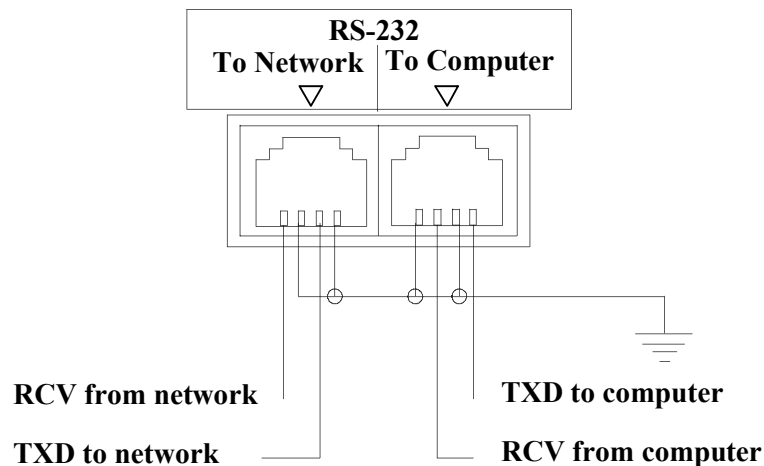 RS-232
To Network
To Computer
RCV from network
TXD to computer
TXD to network
RCV from computer